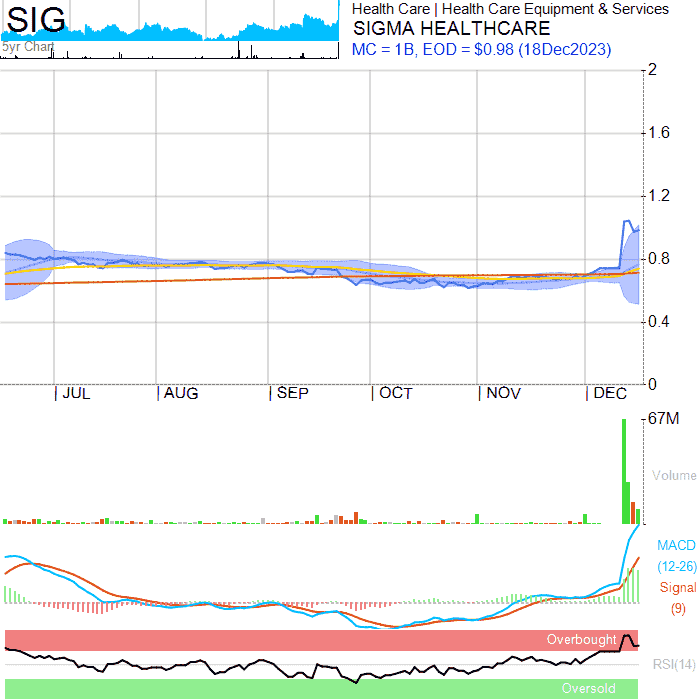 SIG
5yr Chart
Health Care | Health Care Equipment & Services
SIGMA HEALTHCARE
MC = 1B, EOD = $0.98 (18Dec2023)
2
1.6
1.2
0.8
0.4
0
JUL AUG SEP OCT NOV DEC
67M
Volume
MACD
(12-26)
Signal
(9)
Overbought
RSI(14)
Oversold